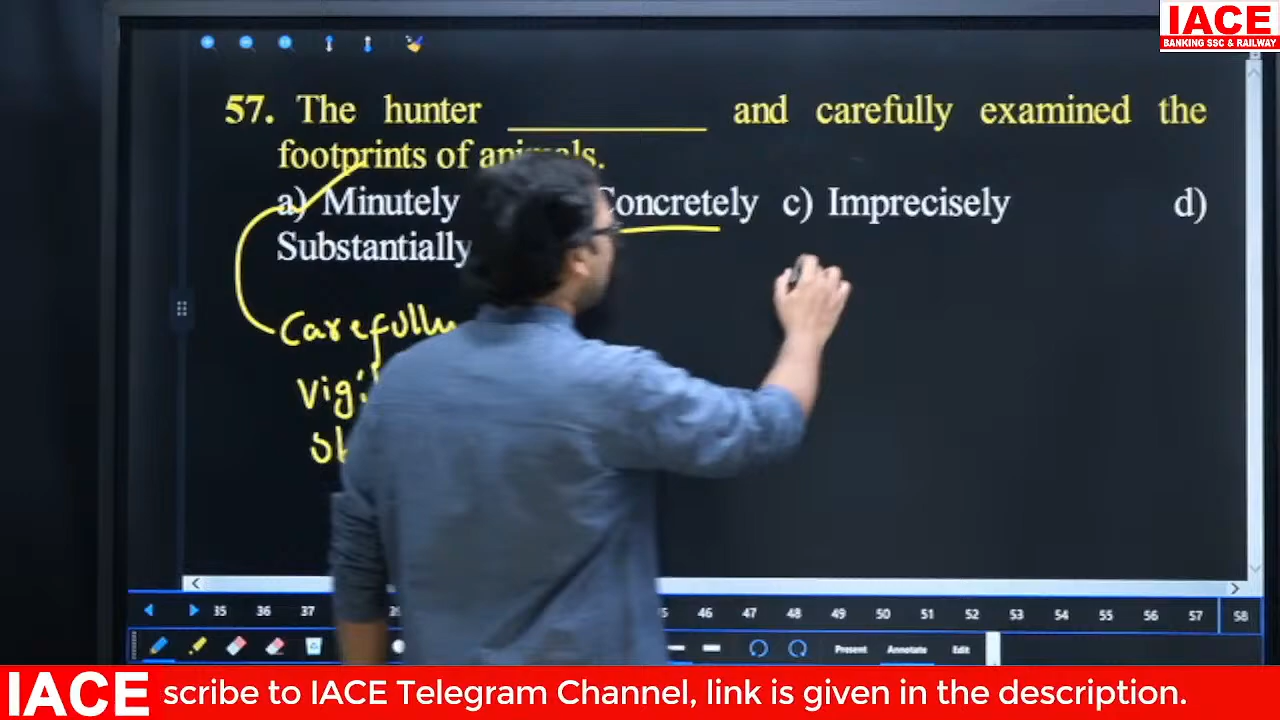 IACE
BANKING SSC & RAILWAY
57. The hunter __________ and carefully examined the
footprints of animals.
a) Minutely Concretely c) Imprecisely d)
Substantially
Carefully
35 36 37 46 47 48 49 50 51 52 53 54 55 56 57 58
Present Annotate Edit
IACE scribe to IACE Telegram Channel, link is given in the description.